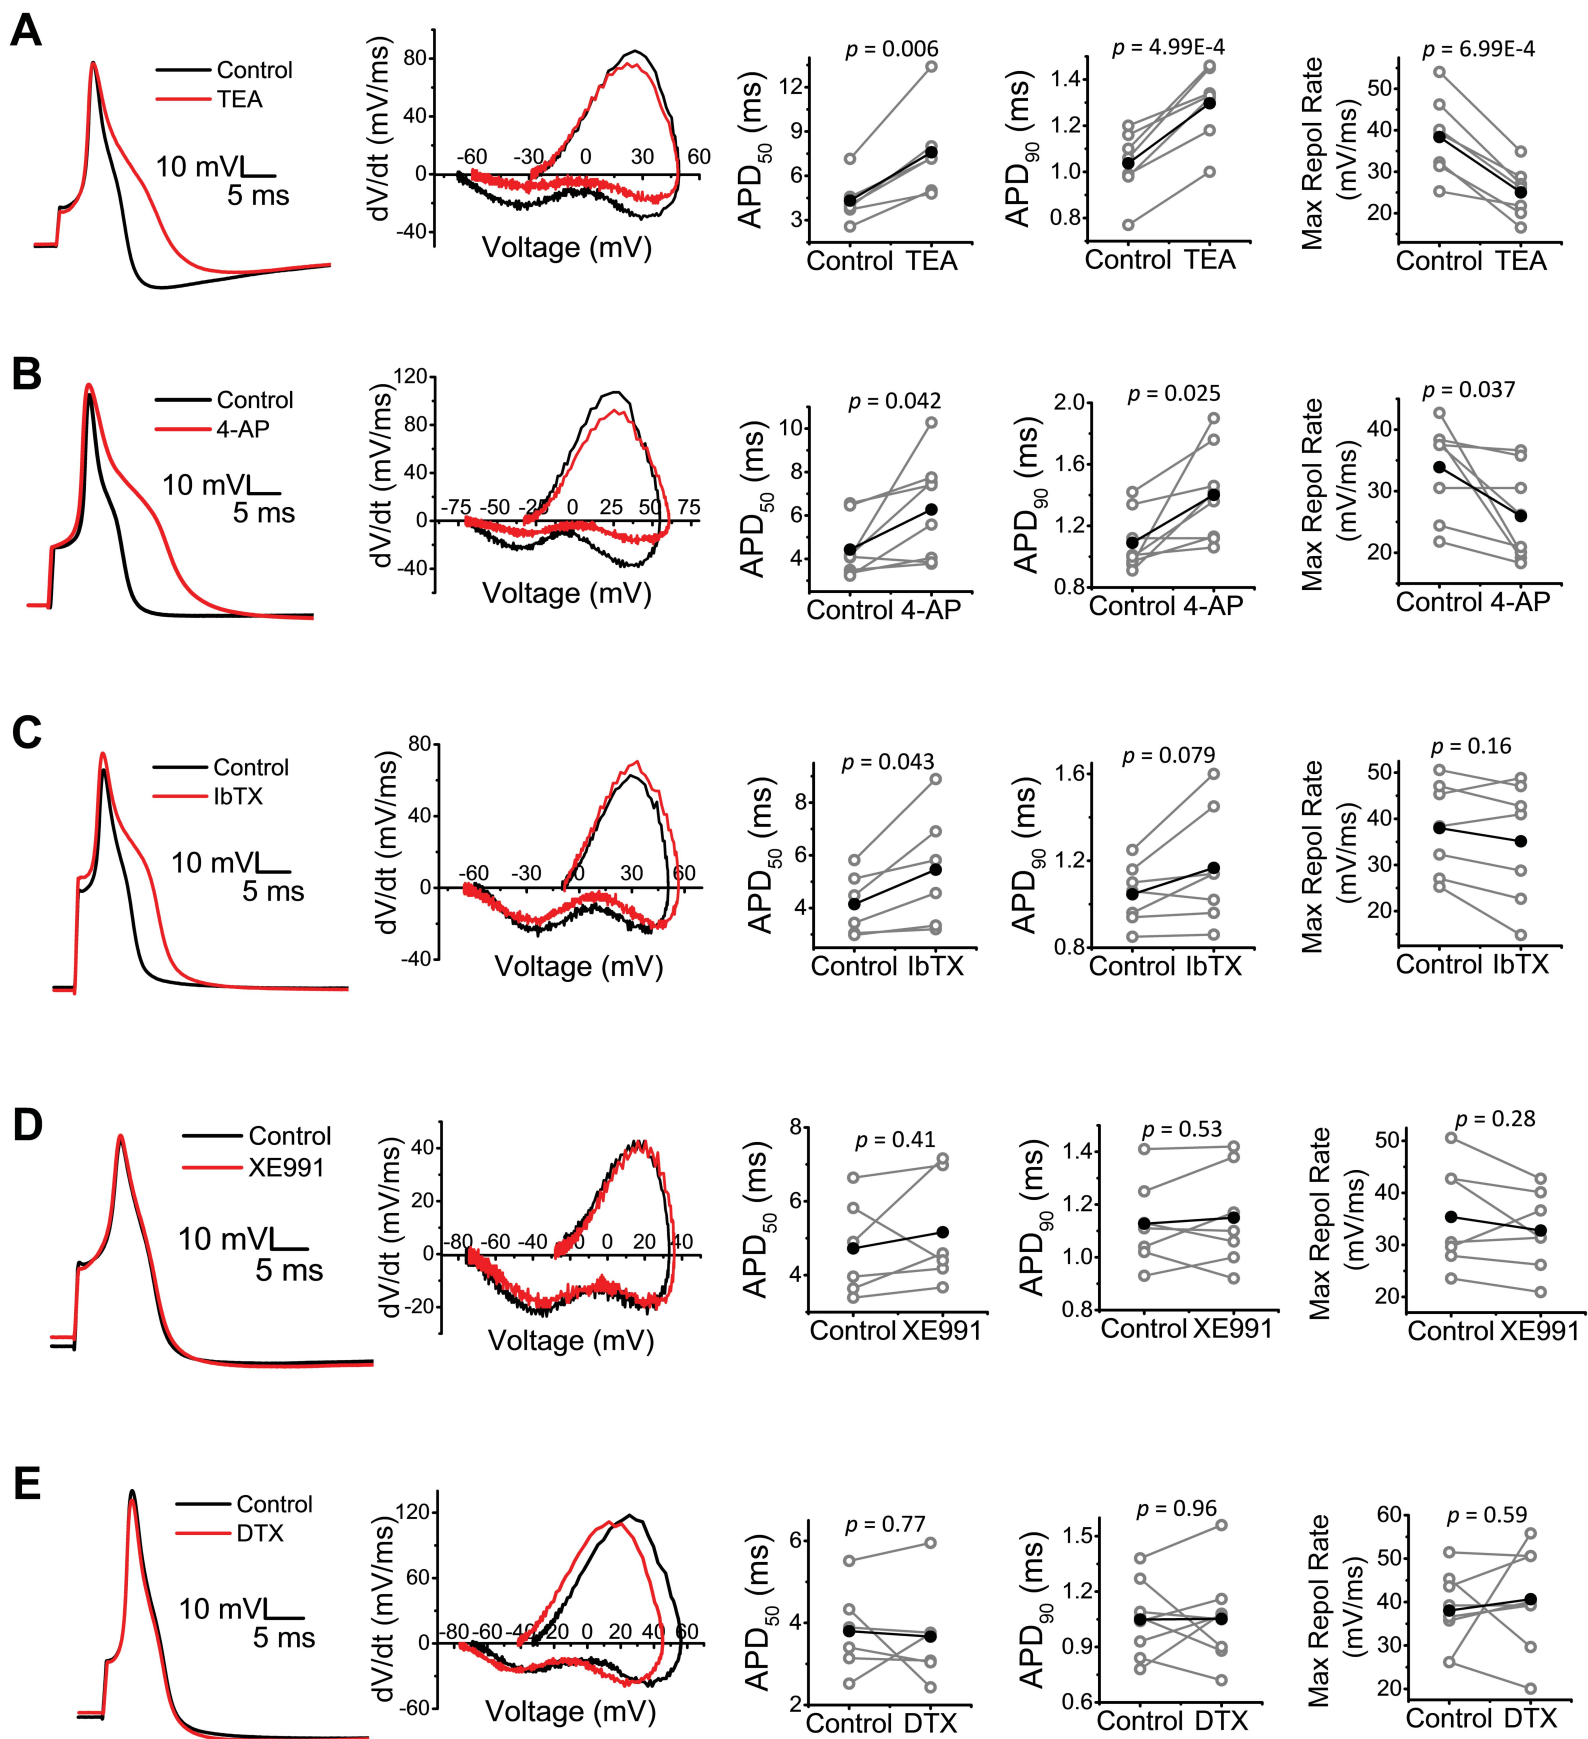 A
Control
TEA
10 mV
5 ms
dV/dt (mV/ms)
80
40
0
-40
-60 -30 0 30 60
Voltage (mV)
p = 0.006
APD50 (ms)
12
9
6
3
Control TEA
p = 4.99E-4
APD90 (ms)
1.4
1.2
1.0
0.8
Control TEA
p = 6.99E-4
Max Repol Rate
(mV/ms)
50
40
30
20
Control TEA
B
Control
4-AP
10 mV
5 ms
dV/dt (mV/ms)
120
80
40
0
-40
-75 -50 -25 0 25 50 75
Voltage (mV)
p = 0.042
APD50 (ms)
10
8
6
4
Control 4-AP
p = 0.025
APD90 (ms)
2.0
1.6
1.2
0.8
Control 4-AP
p = 0.037
Max Repol Rate
(mV/ms)
40
30
20
Control 4-AP
C
Control
IbTX
10 mV
5 ms
dV/dt (mV/ms)
80
40
0
-40
-60 -30 0 30 60
Voltage (mV)
p = 0.043
APD50 (ms)
8
6
4
Control IbTX
p = 0.079
APD90 (ms)
1.6
1.2
0.8
Control IbTX
p = 0.16
Max Repol Rate
(mV/ms)
50
40
30
20
Control IbTX
D
Control
XE991
10 mV
5 ms
dV/dt (mV/ms)
40
20
0
-20
-80 -60 -40 -20 0 20 40
Voltage (mV)
p = 0.41
APD50 (ms)
8
6
4
Control XE991
p = 0.53
APD90 (ms)
1.4
1.2
1.0
0.8
Control XE991
p = 0.28
Max Repol Rate
(mV/ms)
50
40
30
20
Control XE991
E
Control
DTX
10 mV
5 ms
dV/dt (mV/ms)
120
60
0
-60
-80 -60 -40 -20 0 20 40 60
Voltage (mV)
p = 0.77
APD50 (ms)
6
4
2
Control DTX
p = 0.96
APD90 (ms)
1.5
1.2
0.9
0.6
Control DTX
p = 0.59
Max Repol Rate
(mV/ms)
60
50
40
30
20
Control DTX